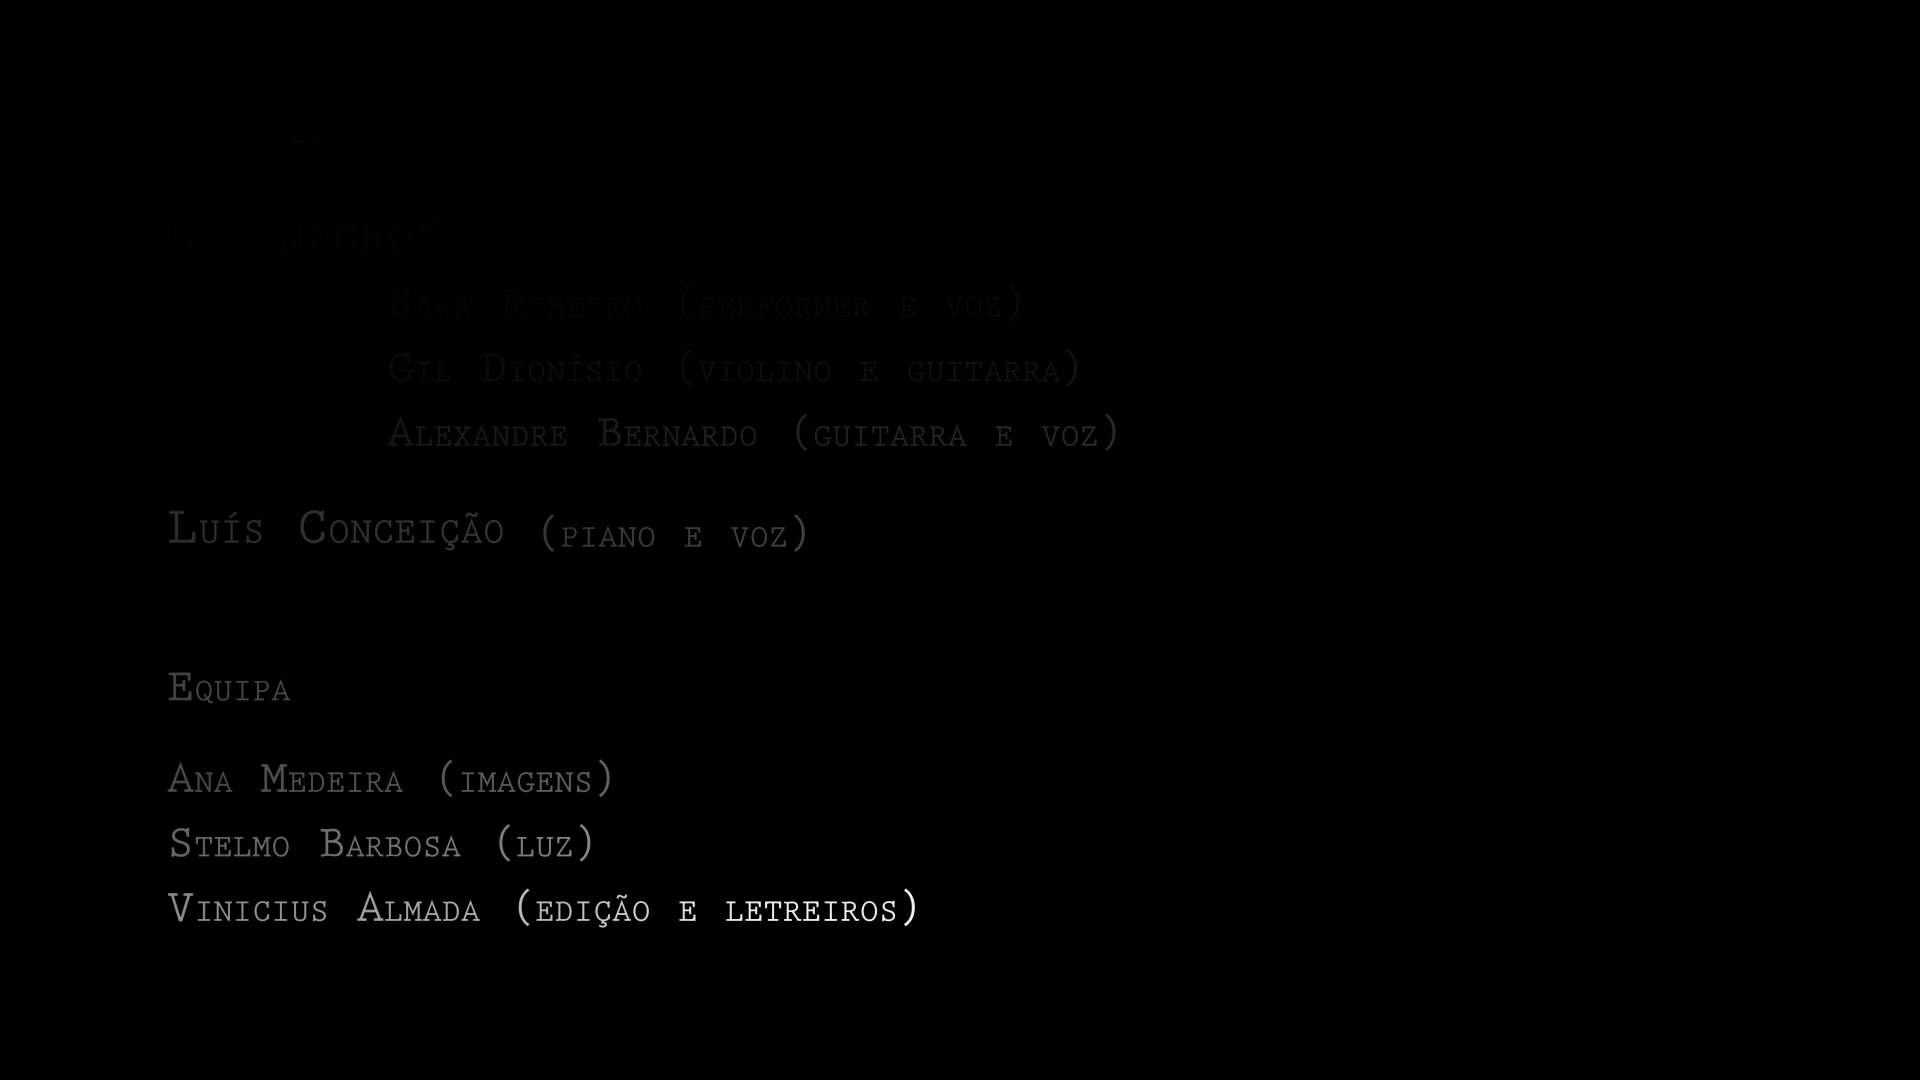 Sara Ribeiro (performer e voz)
Gil Dionísio (violino e guitarra)
Alexandre Bernardo (guitarra e voz)
Luís Conceição (piano e voz)
Equipa
Ana Medeira (imagens)
Stelmo Barbosa (luz)
Vinicius Almada (edição e letreiros)